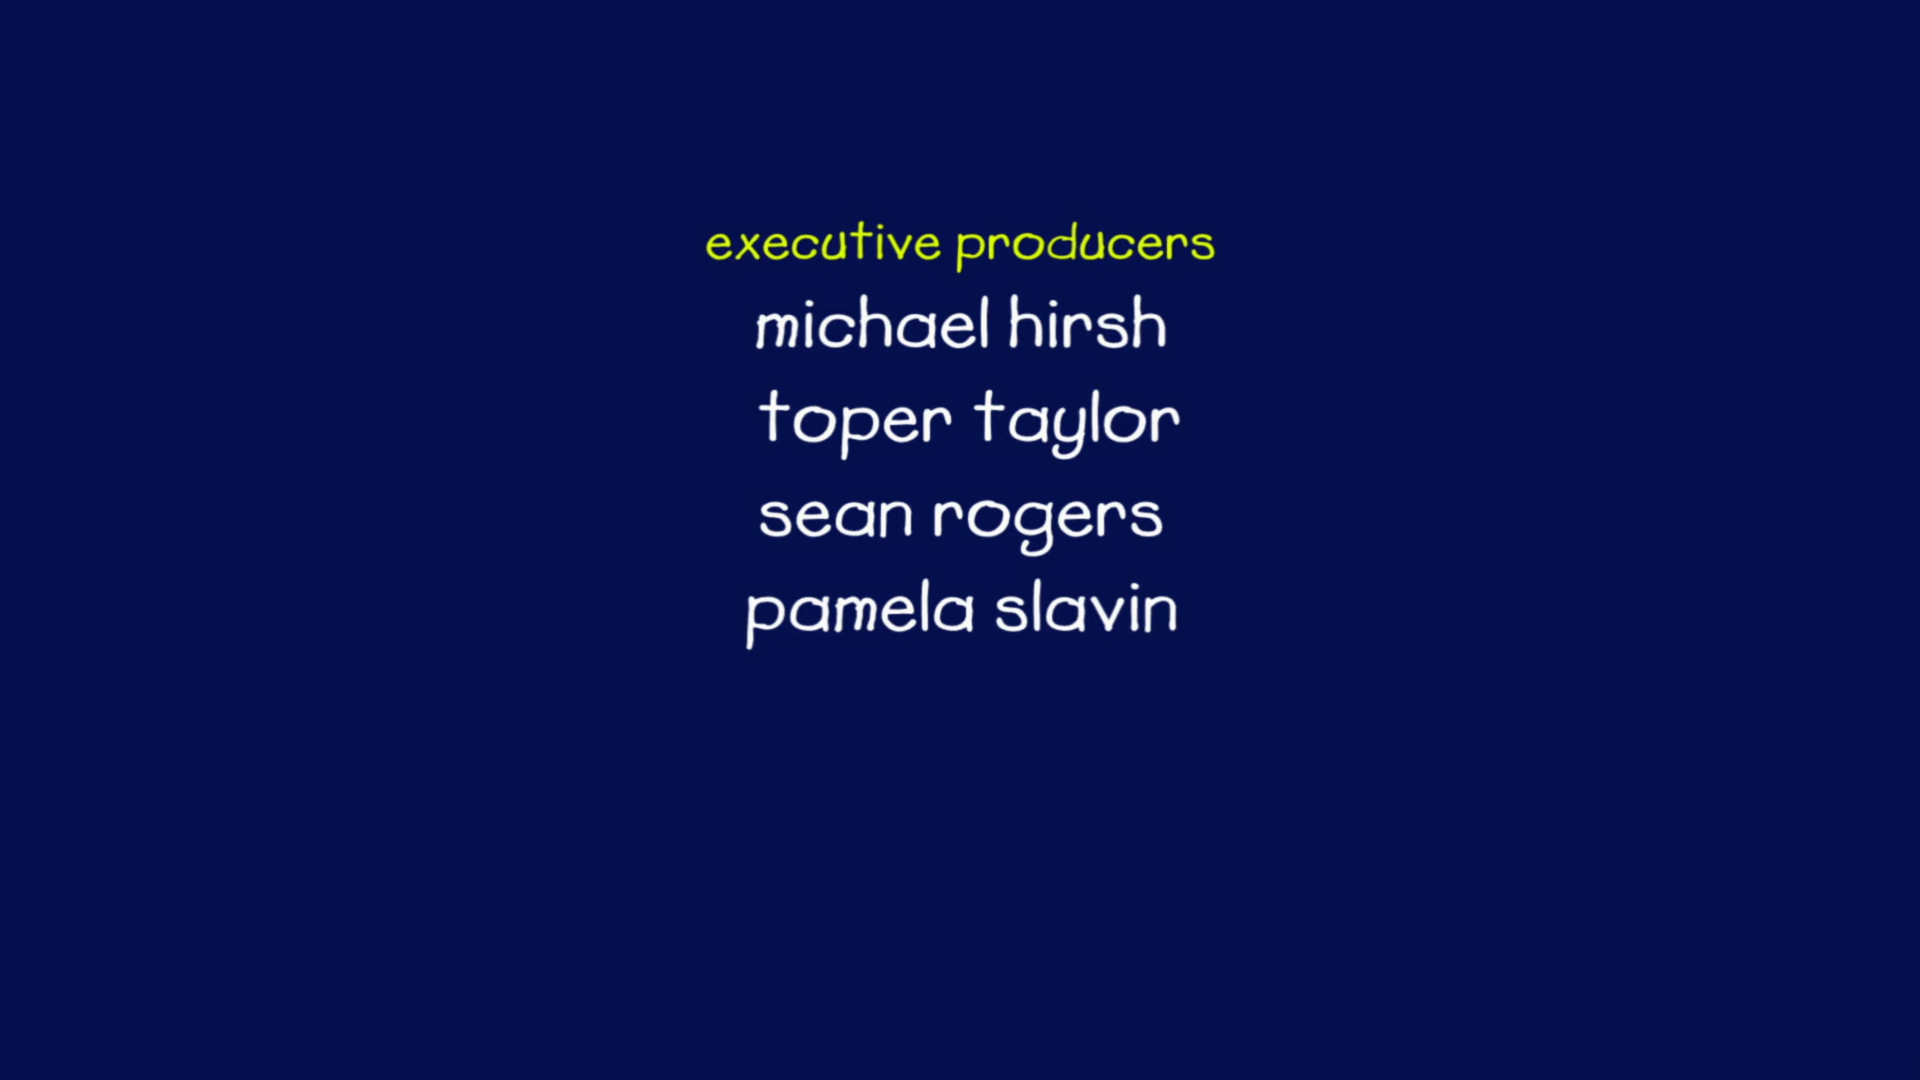 executive producers
michael hirsh
toper taylor
sean rogers
pamela slavin